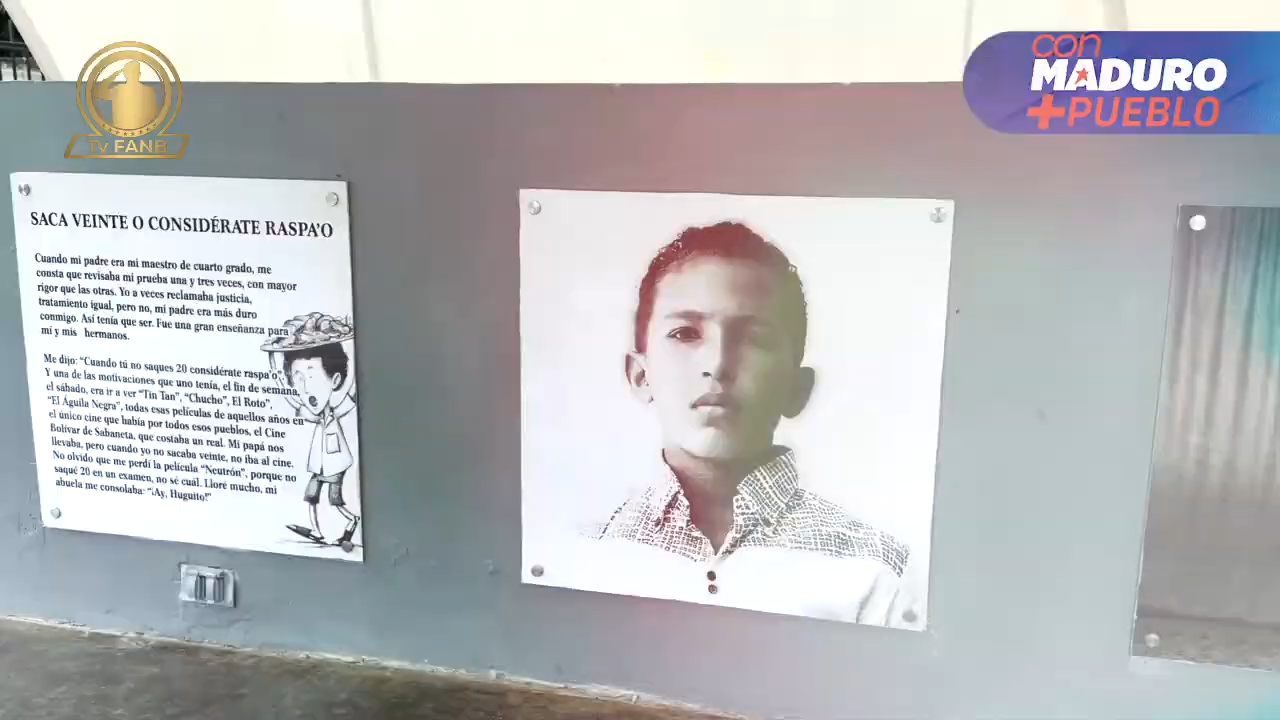 TV FANB
con
MADURO
+PUEBLO
SACA VEINTE O CONSIDÉRATE RASPA'O
Cuando mi padre era mi maestro de cuarto grado, me
consta que revisaba mi prueba una y tres veces, con mayor
rigor que las otras. Yo a veces reclamaba justicia,
tratamiento igual, pero no, mi padre era más duro
conmigo. Así tenía que ser. Fue una gran enseñanza para
mí y mis hermanos.
Me dijo: “Cuando tú no saques 20 considérate raspa'o”.
Y una de las motivaciones que uno tenía, el fin de semana,
el sábado, era ir a ver “Tin Tan”, “Chucho”, El Roto”,
“El Águila Negra”, todas esas películas de aquellos años en
el único cine que había por todos esos pueblos, el Cine
Bolívar de Sabaneta, que costaba un real. Mi papá nos
llevaba, pero cuando yo no sacaba veinte, no iba al cine.
No olvido que me perdí la película “Neutrón”, porque no
saqué 20 en un examen, no sé cuál. Lloré mucho, mi
abuela me consolaba: “¡Ay, Huguito!”